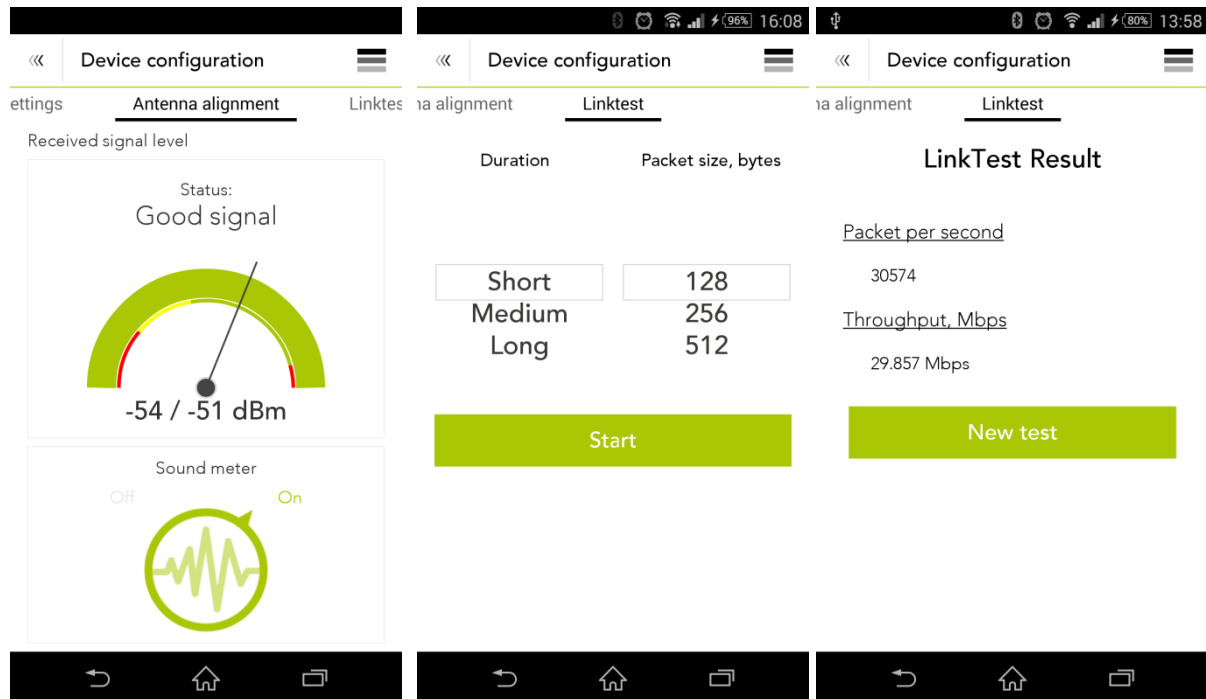 Device configuration
ettings Antenna alignment Linktes
Received signal level
Status:
Good signal
-54 / -51 dBm
Sound meter
Off On
96% 16:08
Device configuration
na alignment Linktest
Duration Packet size, bytes
Short 128
Medium 256
Long 512
Start
80% 13:58
Device configuration
na alignment Linktest
LinkTest Result
Packet per second
30574
Throughput, Mbps
29.857 Mbps
New test